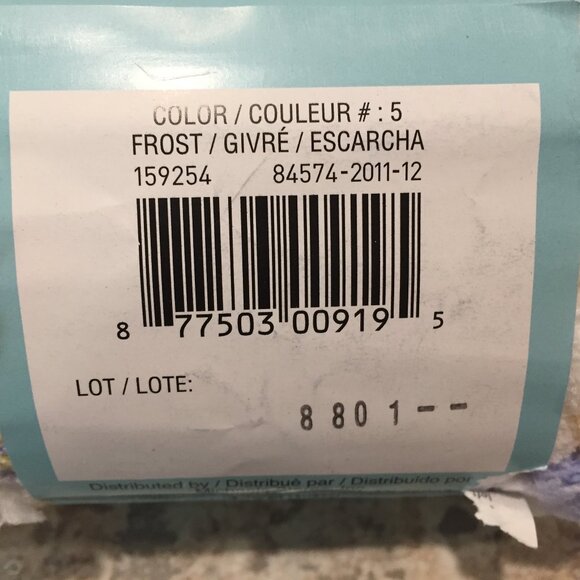 COLOR / COULEUR # : 5
FROST / GIVRÉ / ESCARCHA
159254 84574-2011-12
8 77503 00919 5
LOT / LOTE:
8801--
Distributed by / Distribué par / Distribuido por